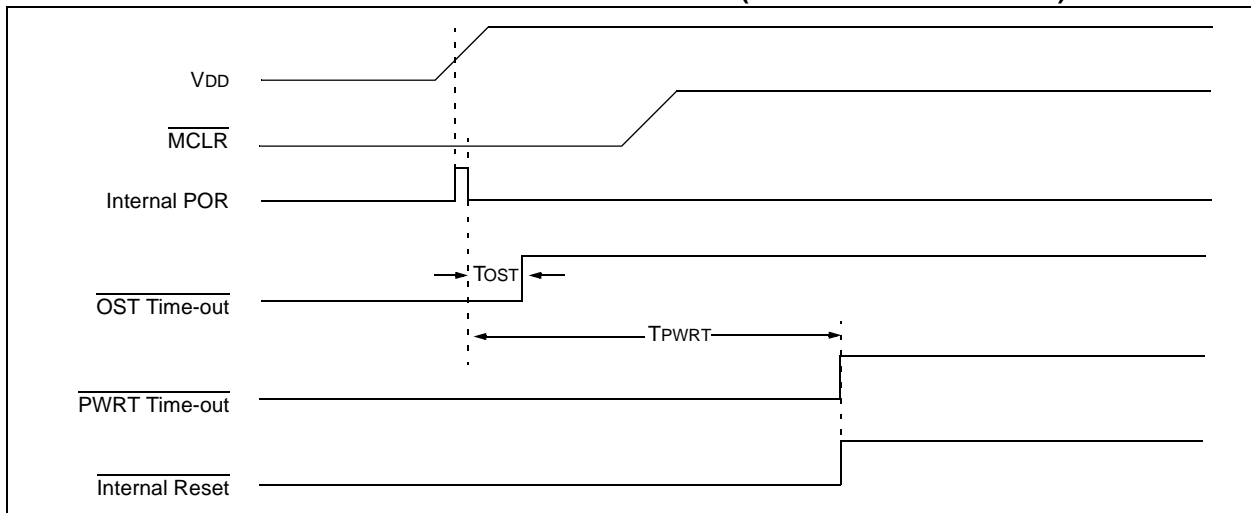 VDD
MCLR
Internal POR
TOST
OST Time-out
TPWRT
PWRT Time-out
Internal Reset